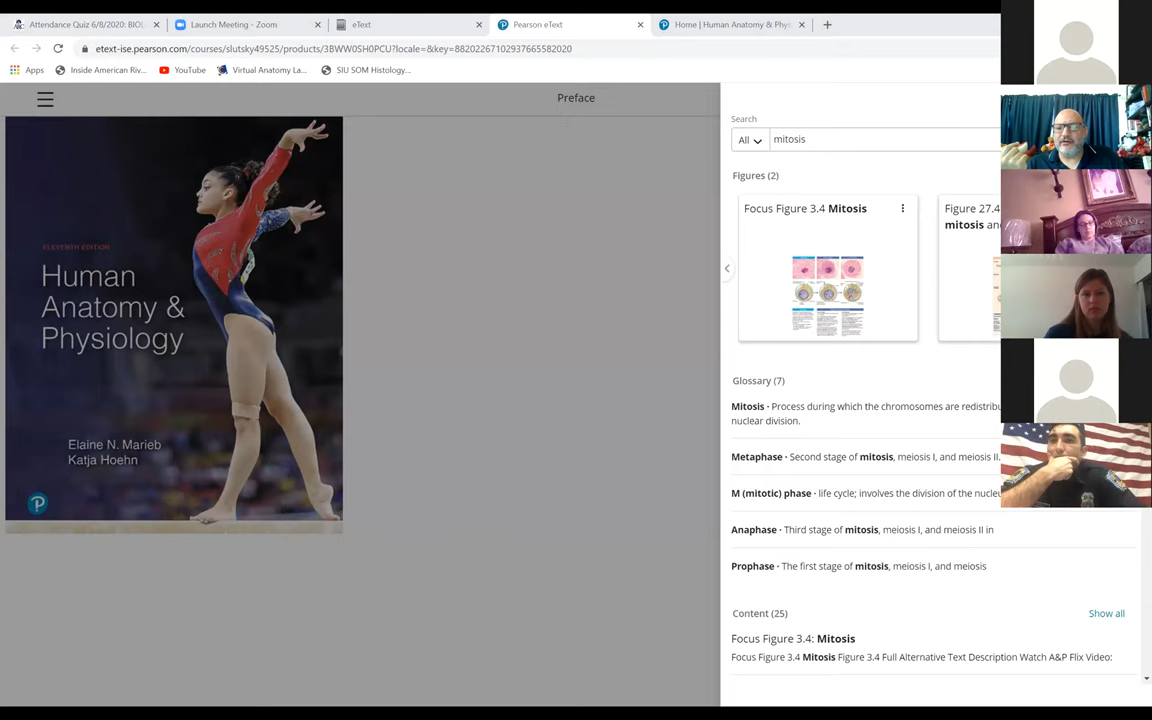 Attendance Quiz 6/8/2020: BIOL
Launch Meeting - Zoom
eText
Pearson eText
Home | Human Anatomy & Phys
etext-ise.pearson.com/courses/slutsky49525/products/3BWW0SH0PCU?locale=&key=88202267102937665582020
Apps
Inside American Riv...
YouTube
Virtual Anatomy La...
SIU SOM Histology...
Preface
ELEVENTH EDITION
Human
Anatomy &
Physiology
Elaine N. Marieb
Katja Hoehn
Search
All
mitosis
Figures (2)
Focus Figure 3.4 Mitosis
Figure 27.4
mitosis an
Glossary (7)
Mitosis · Process during which the chromosomes are redistribu
nuclear division.
Metaphase · Second stage of mitosis, meiosis I, and meiosis II.
M (mitotic) phase · life cycle; involves the division of the nucle
Anaphase · Third stage of mitosis, meiosis I, and meiosis II in
Prophase · The first stage of mitosis, meiosis I, and meiosis
Content (25)
Show all
Focus Figure 3.4: Mitosis
Focus Figure 3.4 Mitosis Figure 3.4 Full Alternative Text Description Watch A&P Flix Video: